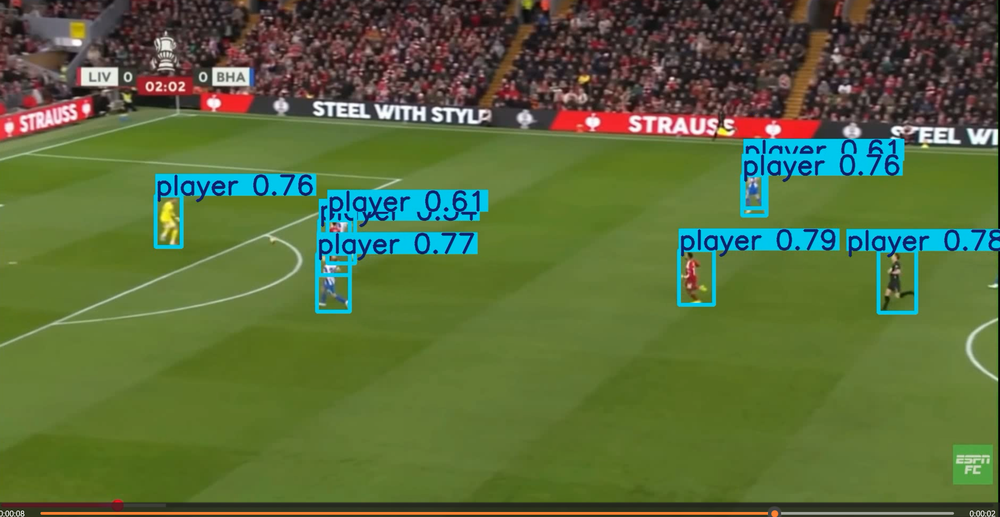 LIV 0 0 BHA
02:02
STRAUSS
STEEL WITH STYLE
STRAUSS
STEEL WI
player 0.61
player 0.76
player 0.76
player 0.61
player
player 0.77
player 0.79
player 0.78
ESPN
FC
0:00:08
0:00:02